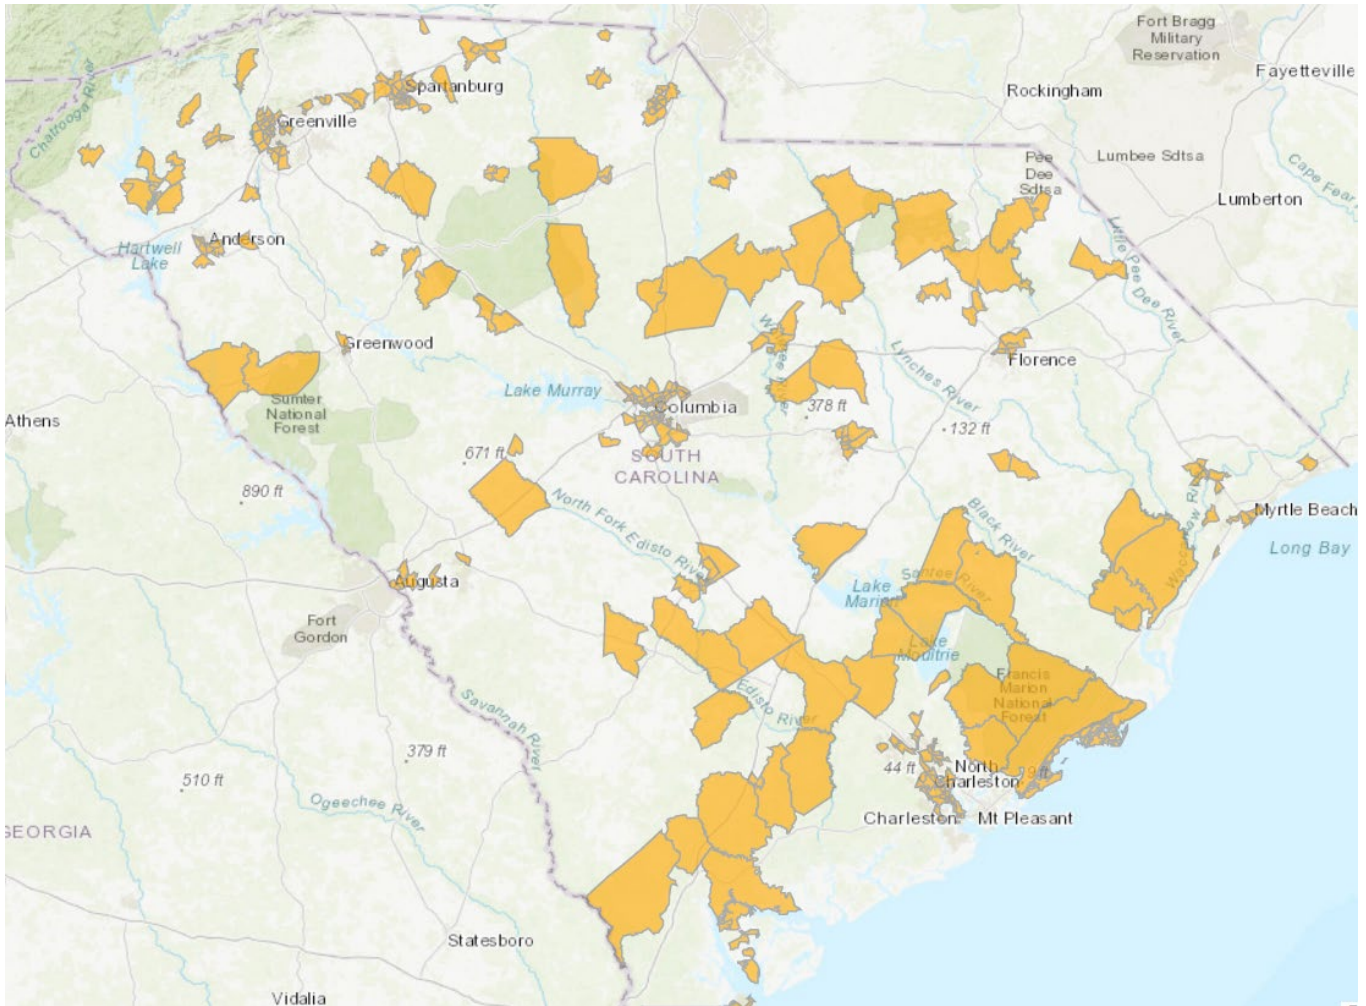 Fort Bragg
Military
Reservation
Fayetteville
Chatrooga River
Spartanburg
Rockingham
Greenville
Lumbee Sdtsa
Pee
Dee
Sdtsa
Cape Fear
Lumberton
Anderson
Hartwell
Lake
Little Pee Dee River
Greenwood
Florence
Lynches River
Lake Murray
Columbia
378 ft
132 ft
Sumter
National
Forest
Athens
671 ft
SOUTH
CAROLINA
890 ft
North Fork Edisto River
Black River
Myrtle Beach
Long Bay
Augusta
Fort
Gordon
Santee River
Lake
Marion
Lake
Moultrie
Francis
Marion
National
Forest
Savannah River
Edisto River
379 ft
510 ft
44 ft
North
Charleston
Charleston
Mt Pleasant
Ogeechee River
GEORGIA
Statesboro
Vidalia